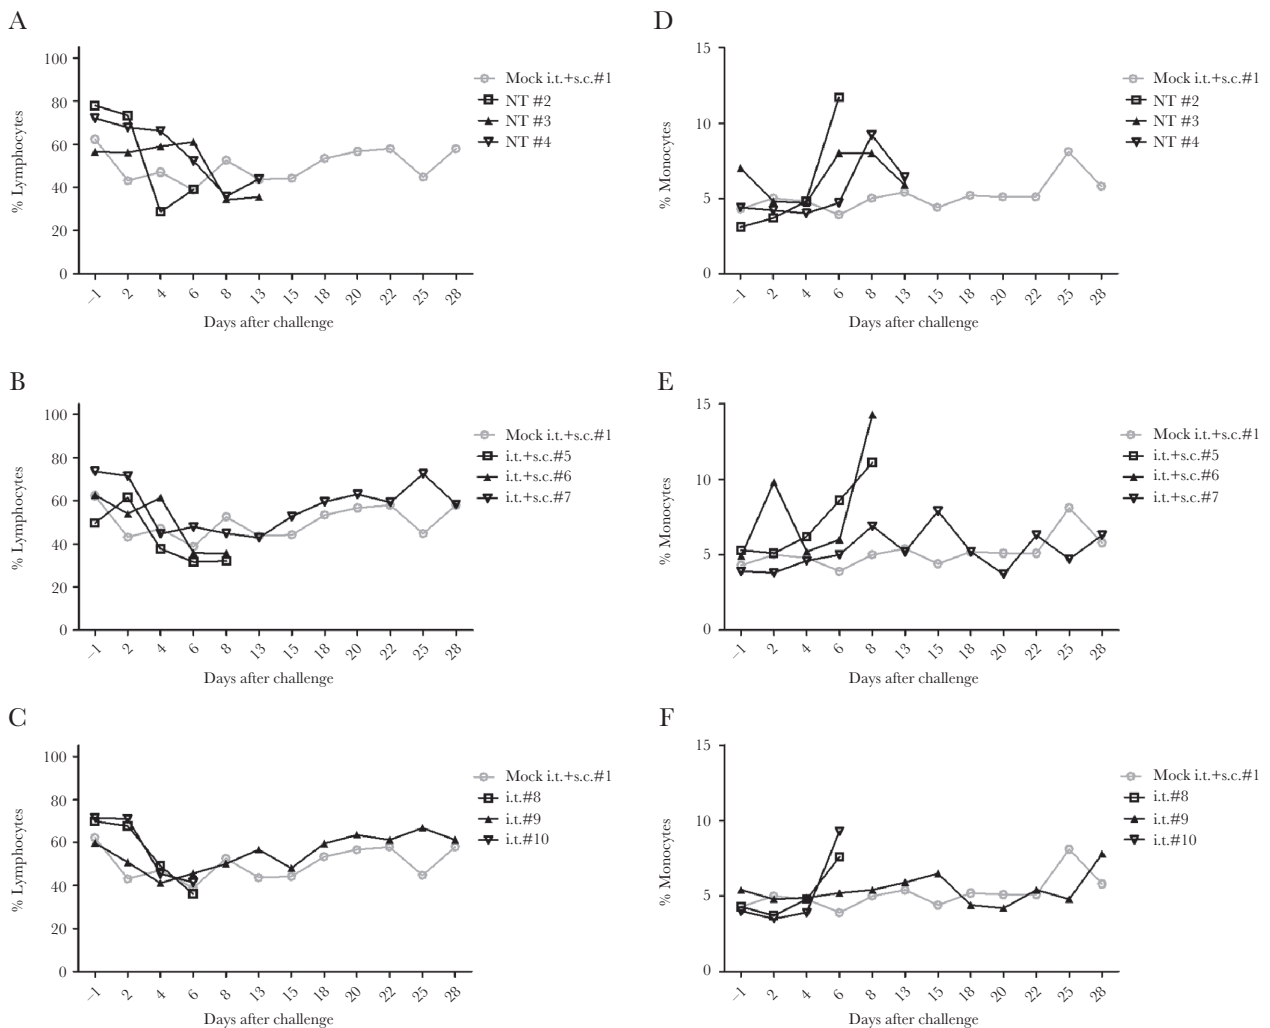 A
100
80
60
40
20
0
% Lymphocytes
−1 2 4 6 8 13 15 18 20 22 25 28
Days after challenge
Mock i.t.+s.c.#1
NT #2
NT #3
NT #4
D
15
10
5
0
% Monocytes
−1 2 4 6 8 13 15 18 20 22 25 28
Days after challenge
Mock i.t.+s.c.#1
NT #2
NT #3
NT #4
B
100
80
60
40
20
0
% Lymphocytes
−1 2 4 6 8 13 15 18 20 22 25 28
Days after challenge
Mock i.t.+s.c.#1
i.t.+s.c.#5
i.t.+s.c.#6
i.t.+s.c.#7
E
15
10
5
0
% Monocytes
−1 2 4 6 8 13 15 18 20 22 25 28
Days after challenge
Mock i.t.+s.c.#1
i.t.+s.c.#5
i.t.+s.c.#6
i.t.+s.c.#7
C
100
80
60
40
20
0
% Lymphocytes
−1 2 4 6 8 13 15 18 20 22 25 28
Days after challenge
Mock i.t.+s.c.#1
i.t.#8
i.t.#9
i.t.#10
F
15
10
5
0
% Monocytes
−1 2 4 6 8 13 15 18 20 22 25 28
Days after challenge
Mock i.t.+s.c.#1
i.t.#8
i.t.#9
i.t.#10